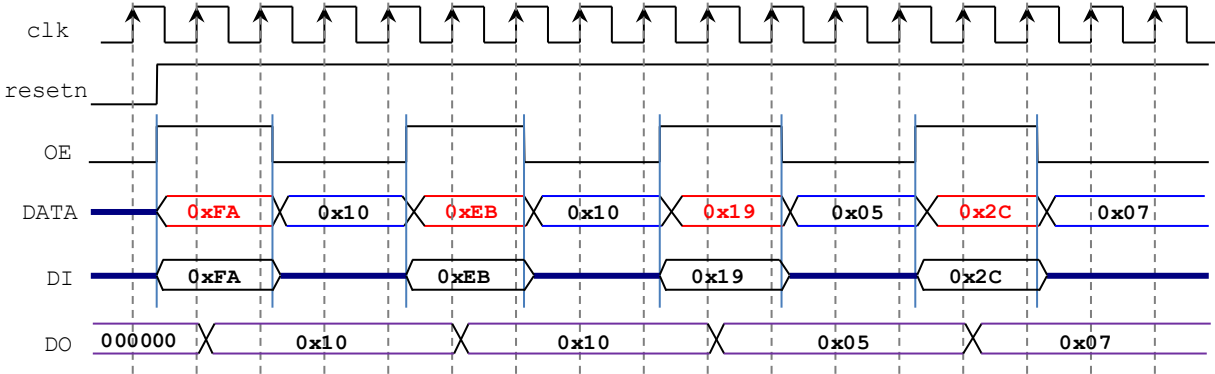 clk
resetn
OE
DATA 0xFA 0x10 0xEB 0x10 0x19 0x05 0x2C 0x07
DI 0xFA 0xEB 0x19 0x2C
DO 000000 0x10 0x10 0x05 0x07